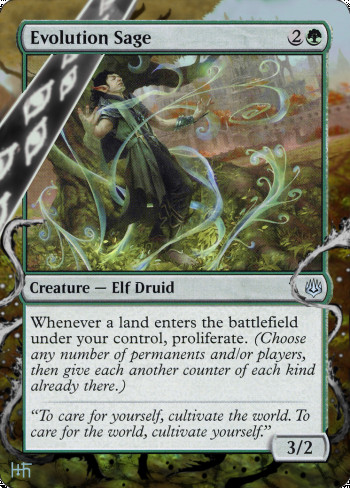 Evolution Sage 2
Creature — Elf Druid
Whenever a land enters the battlefield
under your control, proliferate. (Choose
any number of permanents and/or players,
then give each another counter of each kind
already there.)
“To care for yourself, cultivate the world. To
care for the world, cultivate yourself.”
3/2